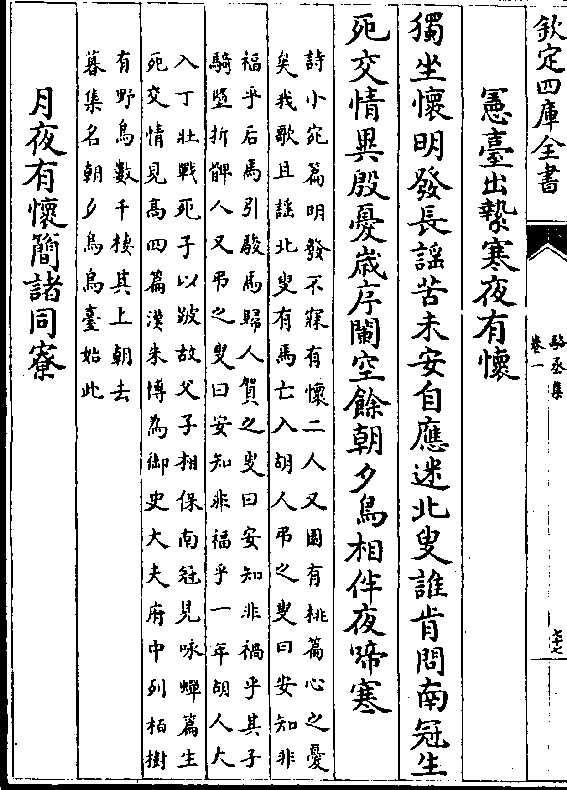 欽定四庫全書
駱丞集
卷一
七十七
憲臺出縶寒夜有懷
獨坐懷明發長謡苦未安自應迷北叟誰肯問南冠生
死交情異殷憂歳序闌空餘朝夕鳥相伴夜啼寒
詩小宛篇明發不寐有懷二人又園有桃篇心之憂
矣我歌且謡北叟有馬亡入胡人弔之叟曰安知非
福乎后馬引駿馬歸人賀之叟曰安知非禍乎其子
騎墮折髀人又弔之叟曰安知非福乎一年胡人大
入丁壯戰死子以跛故父子相保南冠見咏蟬篇生
死交情見髙四篇漢朱博為御史大夫府中列柏樹
有野鳥數千棲其上朝去
暮集名朝夕烏烏臺始此
月夜有懷簡諸同寮